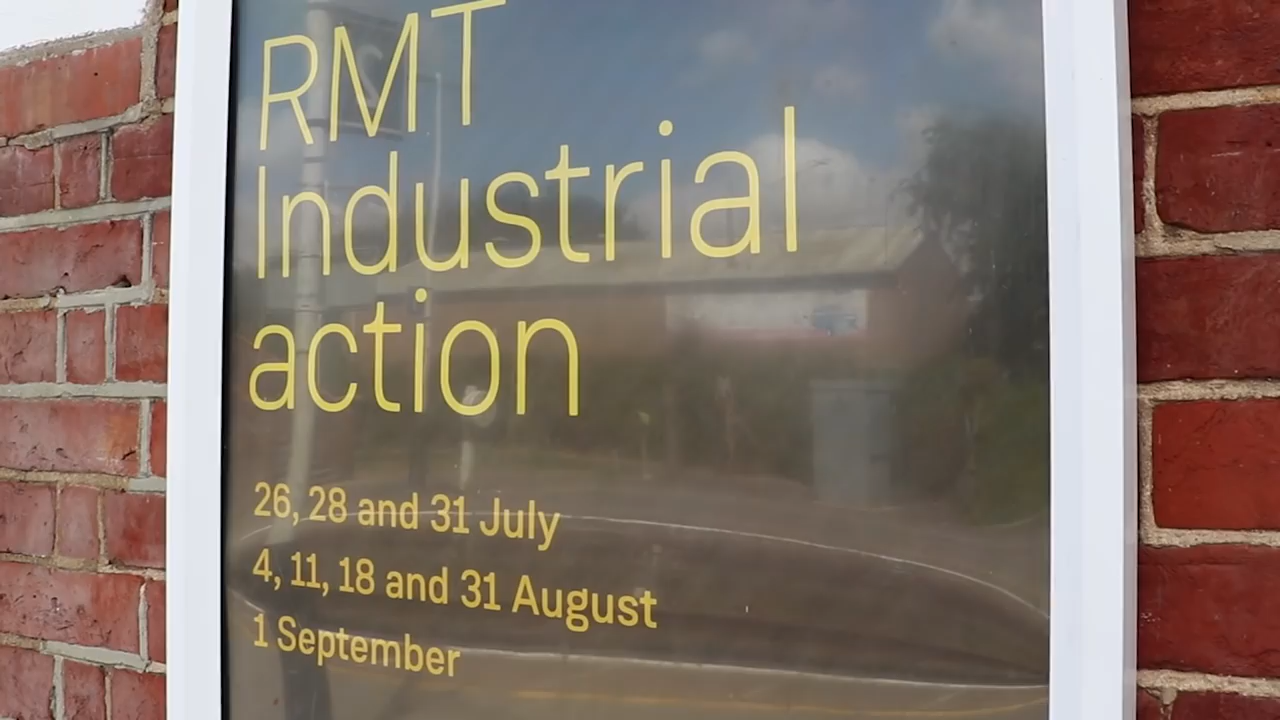 RMT
Industrial
action
26, 28 and 31 July
4, 11, 18 and 31 August
1 September